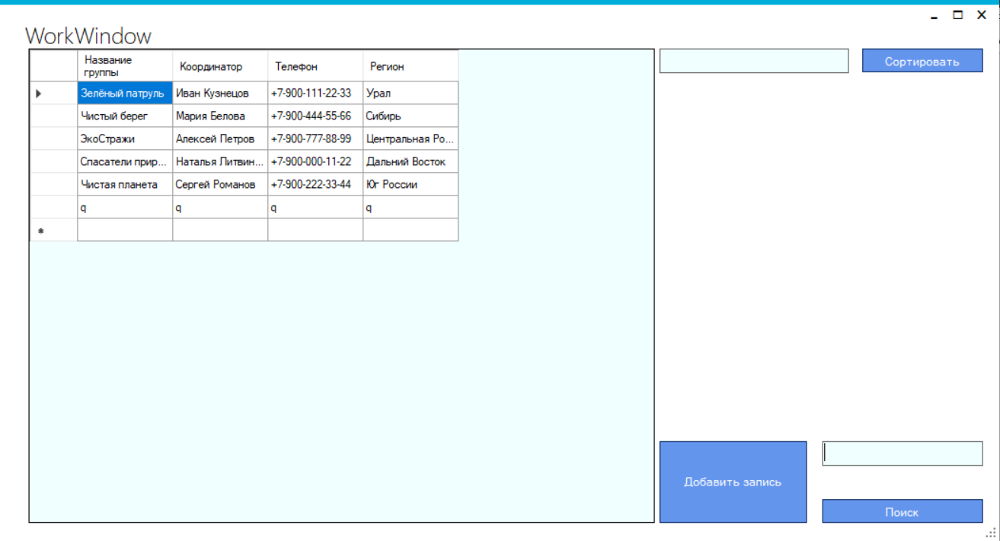 WorkWindow
Название
группы
Координатор
Телефон
Регион
Сортировать
Зелёный патруль Иван Кузнецов +7-900-111-22-33 Урал
Чистый берег Мария Белова +7-900-444-55-66 Сибирь
ЭкоСтражи Алексей Петров +7-900-777-88-99 Центральная Ро...
Спасатели прир... Наталья Литвин... +7-900-000-11-22 Дальний Восток
Чистая планета Сергей Романов +7-900-222-33-44 Юг России
q q q q
Добавить запись
Поиск